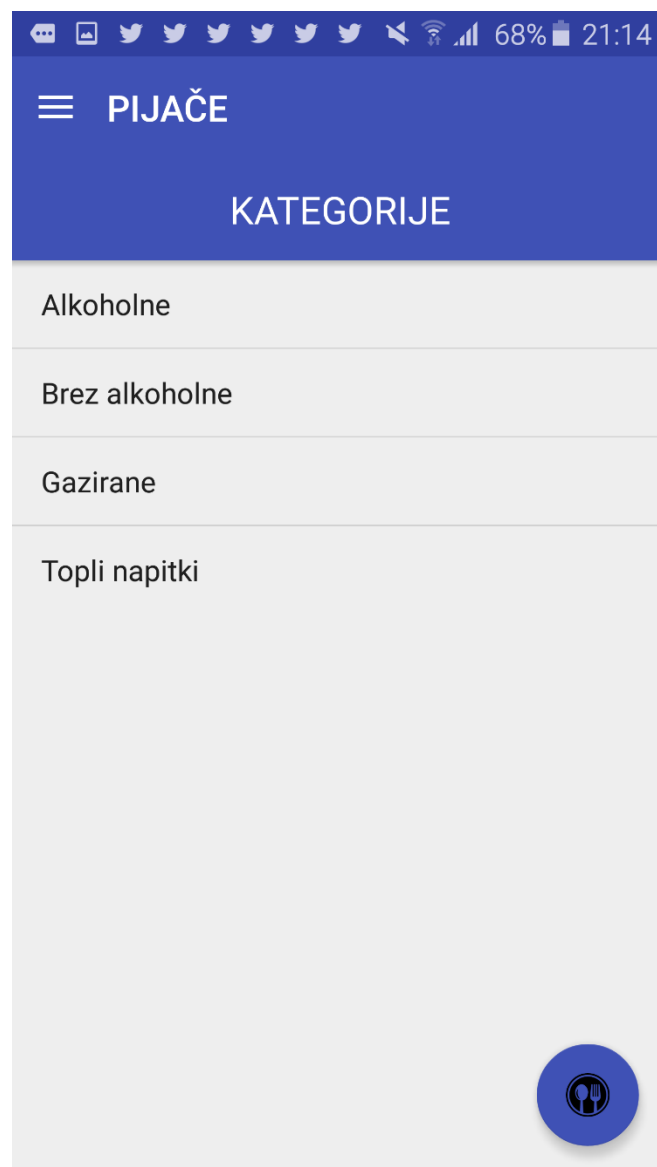 68% 21:14
PIJAČE
KATEGORIJE
Alkoholne
Brez alkoholne
Gazirane
Topli napitki